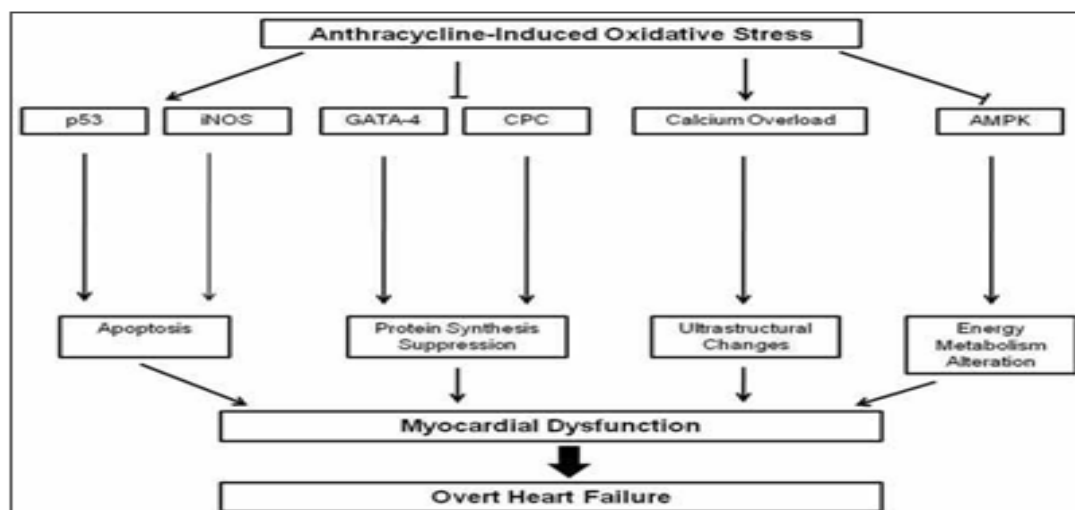 Anthracycline-Induced Oxidative Stress
p53
iNOS
GATA-4
CPC
Calcium Overload
AMPK
Apoptosis
Protein Synthesis
Suppression
Ultrastructural
Changes
Energy
Metabolism
Alteration
Myocardial Dysfunction
Overt Heart Failure